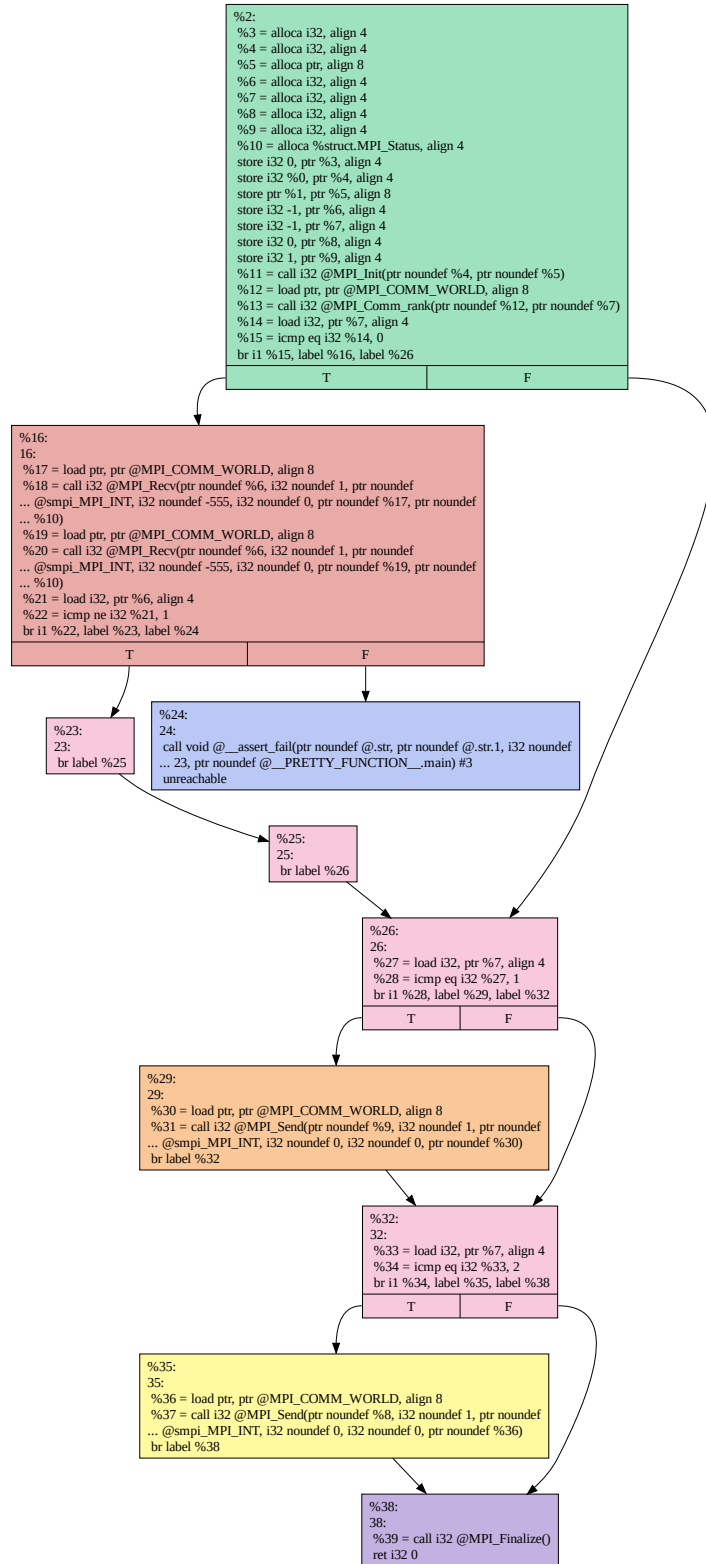 %2:
%3 = alloca i32, align 4
%4 = alloca i32, align 4
%5 = alloca ptr, align 8
%6 = alloca i32, align 4
%7 = alloca i32, align 4
%8 = alloca i32, align 4
%9 = alloca i32, align 4
%10 = alloca %struct.MPI_Status, align 4
store i32 0, ptr %3, align 4
store i32 %0, ptr %4, align 4
store ptr %1, ptr %5, align 8
store i32 -1, ptr %6, align 4
store i32 -1, ptr %7, align 4
store i32 0, ptr %8, align 4
store i32 1, ptr %9, align 4
%11 = call i32 @MPI_Init(ptr noundef %4, ptr noundef %5)
%12 = load ptr, ptr @MPI_COMM_WORLD, align 8
%13 = call i32 @MPI_Comm_rank(ptr noundef %12, ptr noundef %7)
%14 = load i32, ptr %7, align 4
%15 = icmp eq i32 %14, 0
br i1 %15, label %16, label %26
T F
%16:
16:
%17 = load ptr, ptr @MPI_COMM_WORLD, align 8
%18 = call i32 @MPI_Recv(ptr noundef %6, i32 noundef 1, ptr noundef
... @smpi_MPI_INT, i32 noundef -555, i32 noundef 0, ptr noundef %17, ptr noundef
... %10)
%19 = load ptr, ptr @MPI_COMM_WORLD, align 8
%20 = call i32 @MPI_Recv(ptr noundef %6, i32 noundef 1, ptr noundef
... @smpi_MPI_INT, i32 noundef -555, i32 noundef 0, ptr noundef %19, ptr noundef
... %10)
%21 = load i32, ptr %6, align 4
%22 = icmp ne i32 %21, 1
br i1 %22, label %23, label %24
T F
%23:
23:
br label %25
%24:
24:
call void @__assert_fail(ptr noundef @.str, ptr noundef @.str.1, i32 noundef
... 23, ptr noundef @__PRETTY_FUNCTION__.main) #3
unreachable
%25:
25:
br label %26
%26:
26:
%27 = load i32, ptr %7, align 4
%28 = icmp eq i32 %27, 1
br i1 %28, label %29, label %32
T F
%29:
29:
%30 = load ptr, ptr @MPI_COMM_WORLD, align 8
%31 = call i32 @MPI_Send(ptr noundef %9, i32 noundef 1, ptr noundef
... @smpi_MPI_INT, i32 noundef 0, i32 noundef 0, ptr noundef %30)
br label %32
%32:
32:
%33 = load i32, ptr %7, align 4
%34 = icmp eq i32 %33, 2
br i1 %34, label %35, label %38
T F
%35:
35:
%36 = load ptr, ptr @MPI_COMM_WORLD, align 8
%37 = call i32 @MPI_Send(ptr noundef %8, i32 noundef 1, ptr noundef
... @smpi_MPI_INT, i32 noundef 0, i32 noundef 0, ptr noundef %36)
br label %38
%38:
38:
%39 = call i32 @MPI_Finalize()
ret i32 0